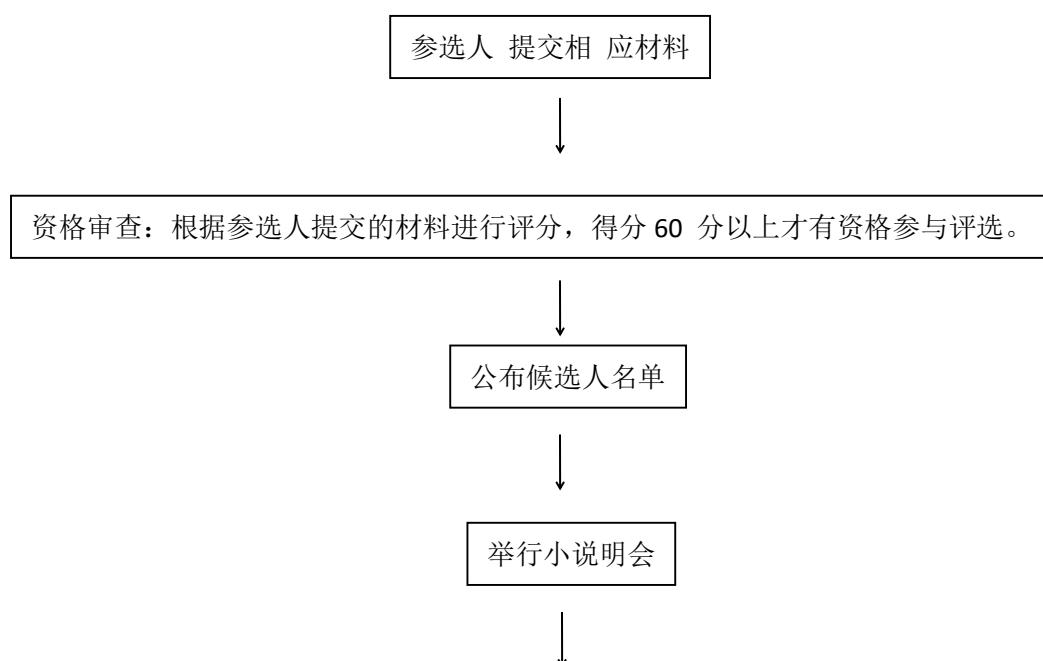 参选人 提交相 应材料
资格审查：根据参选人提交的材料进行评分，得分 60 分以上才有资格参与评选。
公布候选人名单
举行小说明会